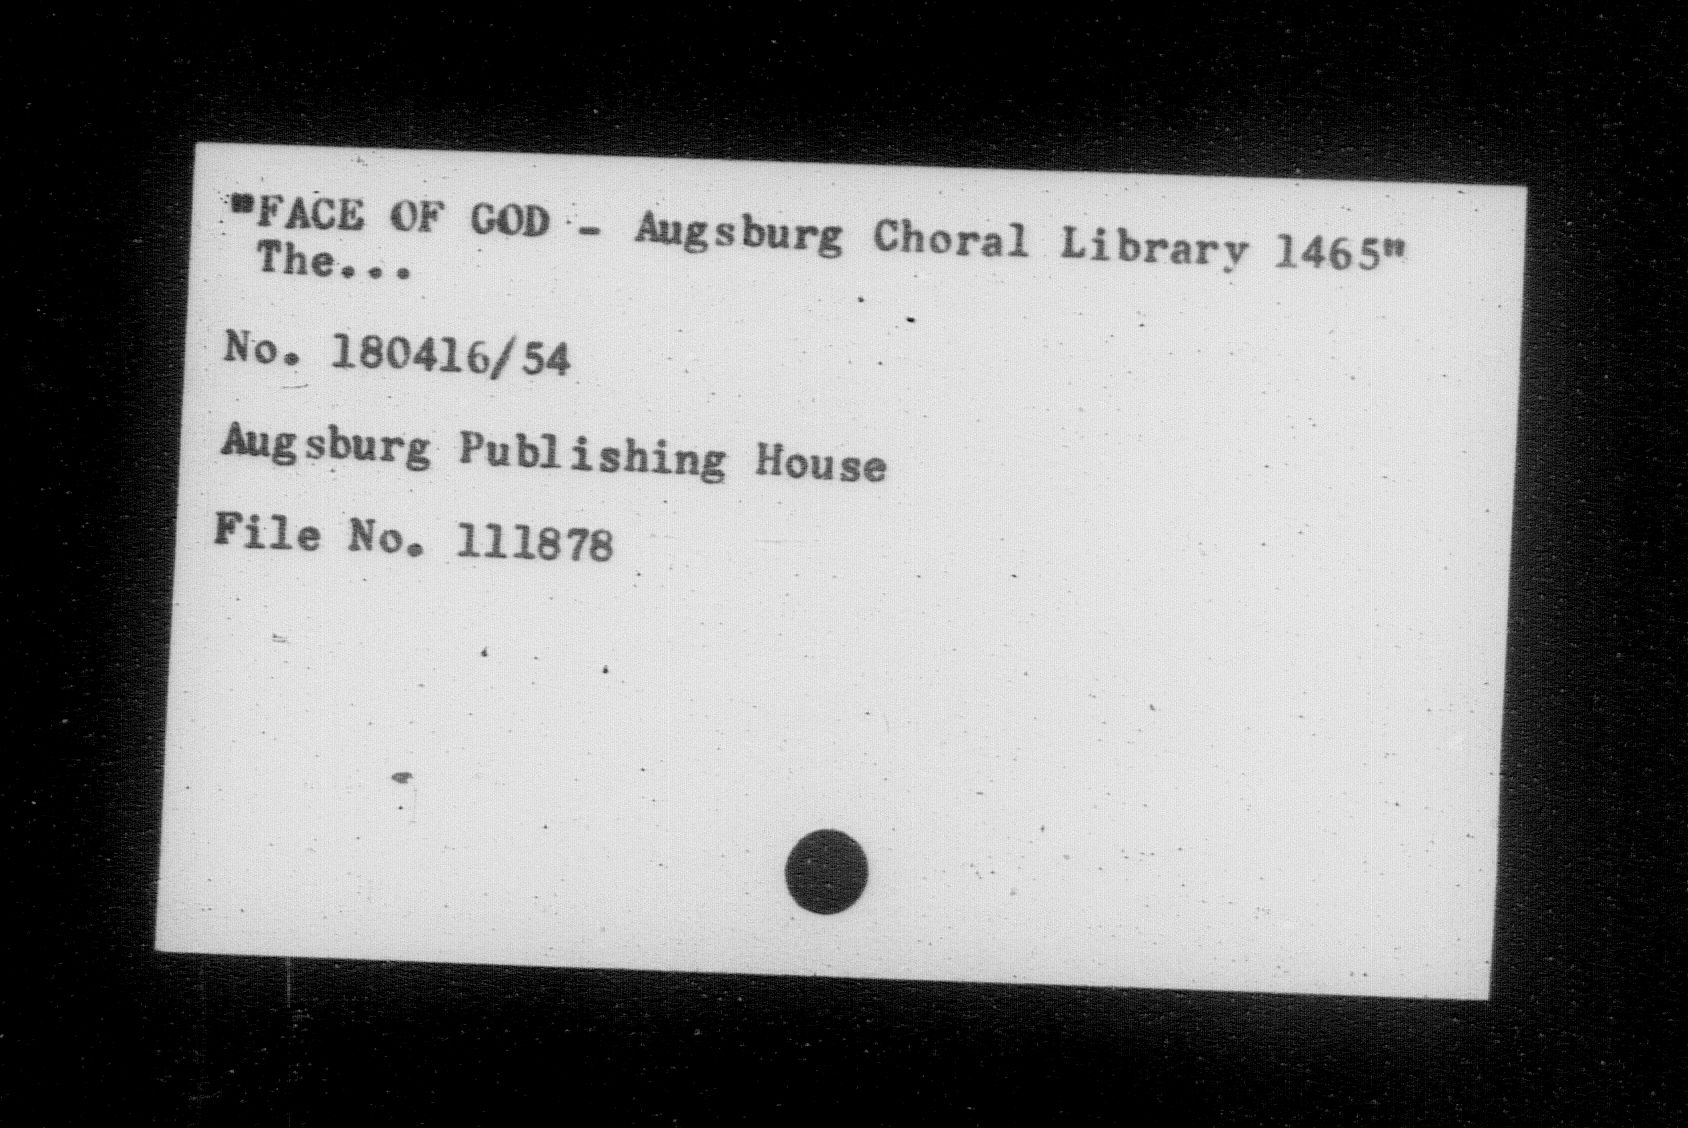 "FACE OF GOD - Augsburg Choral Library 1465"
The...
No. 180416/54
Augsburg Publishing House
File No. 111878